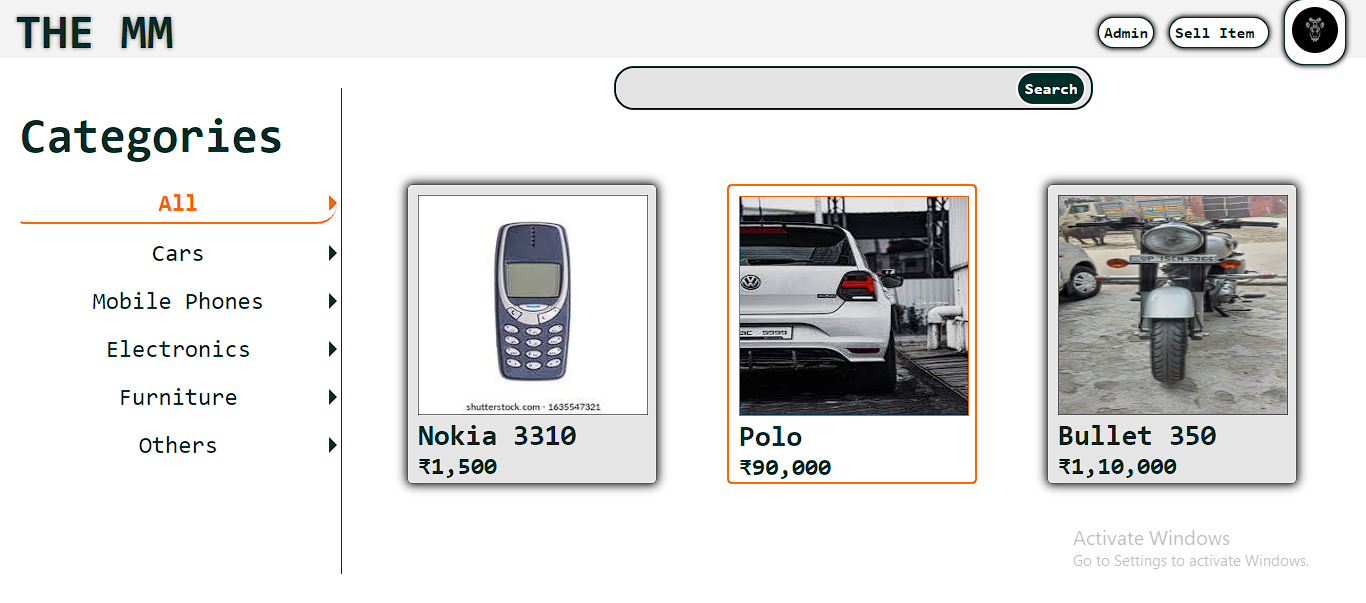 THE MM
Admin
Sell Item
Search
Categories
All
Cars
Mobile Phones
Electronics
Furniture
Others
shutterstock.com · 1635547321
Nokia 3310
₹1,500
Polo
₹90,000
Bullet 350
₹1,10,000
Activate Windows
Go to Settings to activate Windows.